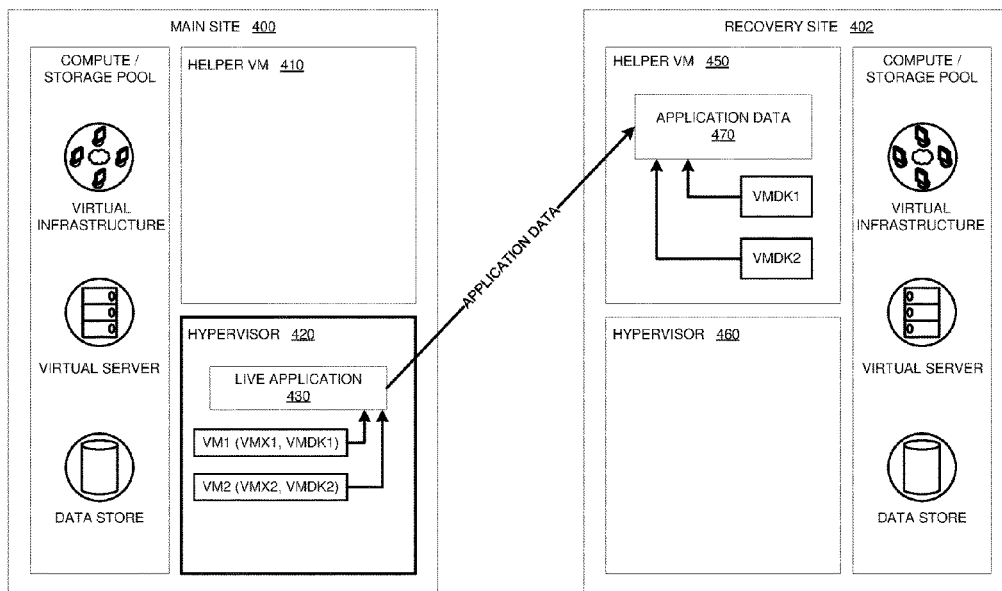 MAIN SITE 400
COMPUTE /
STORAGE POOL
VIRTUAL
INFRASTRUCTURE
VIRTUAL SERVER
DATA STORE
HELPER VM 410
HYPERVISOR 420
LIVE APPLICATION
430
VM1 (VMX1, VMDK1)
VM2 (VMX2, VMDK2)
APPLICATION DATA
RECOVERY SITE 402
HELPER VM 450
APPLICATION DATA
470
VMDK1
VMDK2
HYPERVISOR 460
COMPUTE /
STORAGE POOL
VIRTUAL
INFRASTRUCTURE
VIRTUAL SERVER
DATA STORE